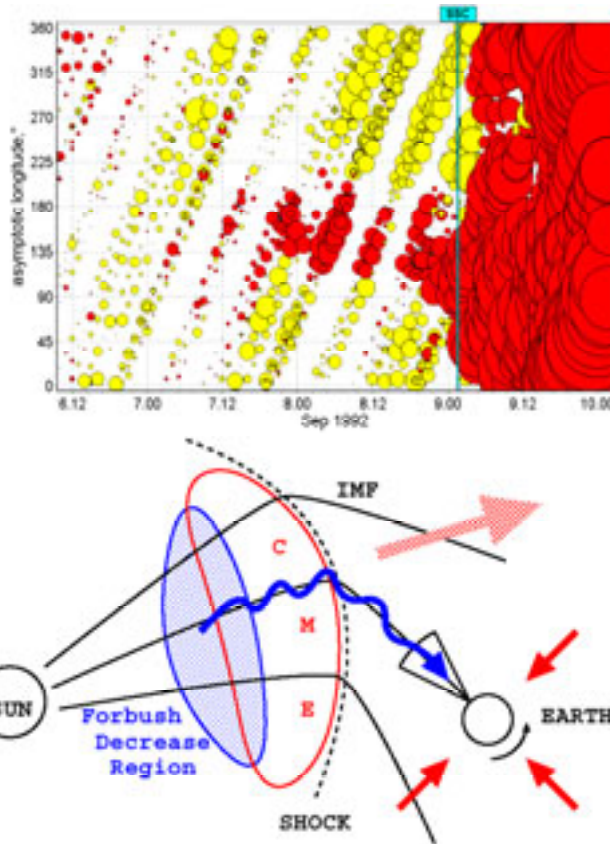 SSC
360
315
270
225
180
135
90
45
0
asymptotic longitude,°
6.12 7.00 7.12 8.00 8.12 9.00 9.12 10.00
Sep 1992
IMF
C
M
E
SUN
Forbush
Decrease
Region
EARTH
SHOCK